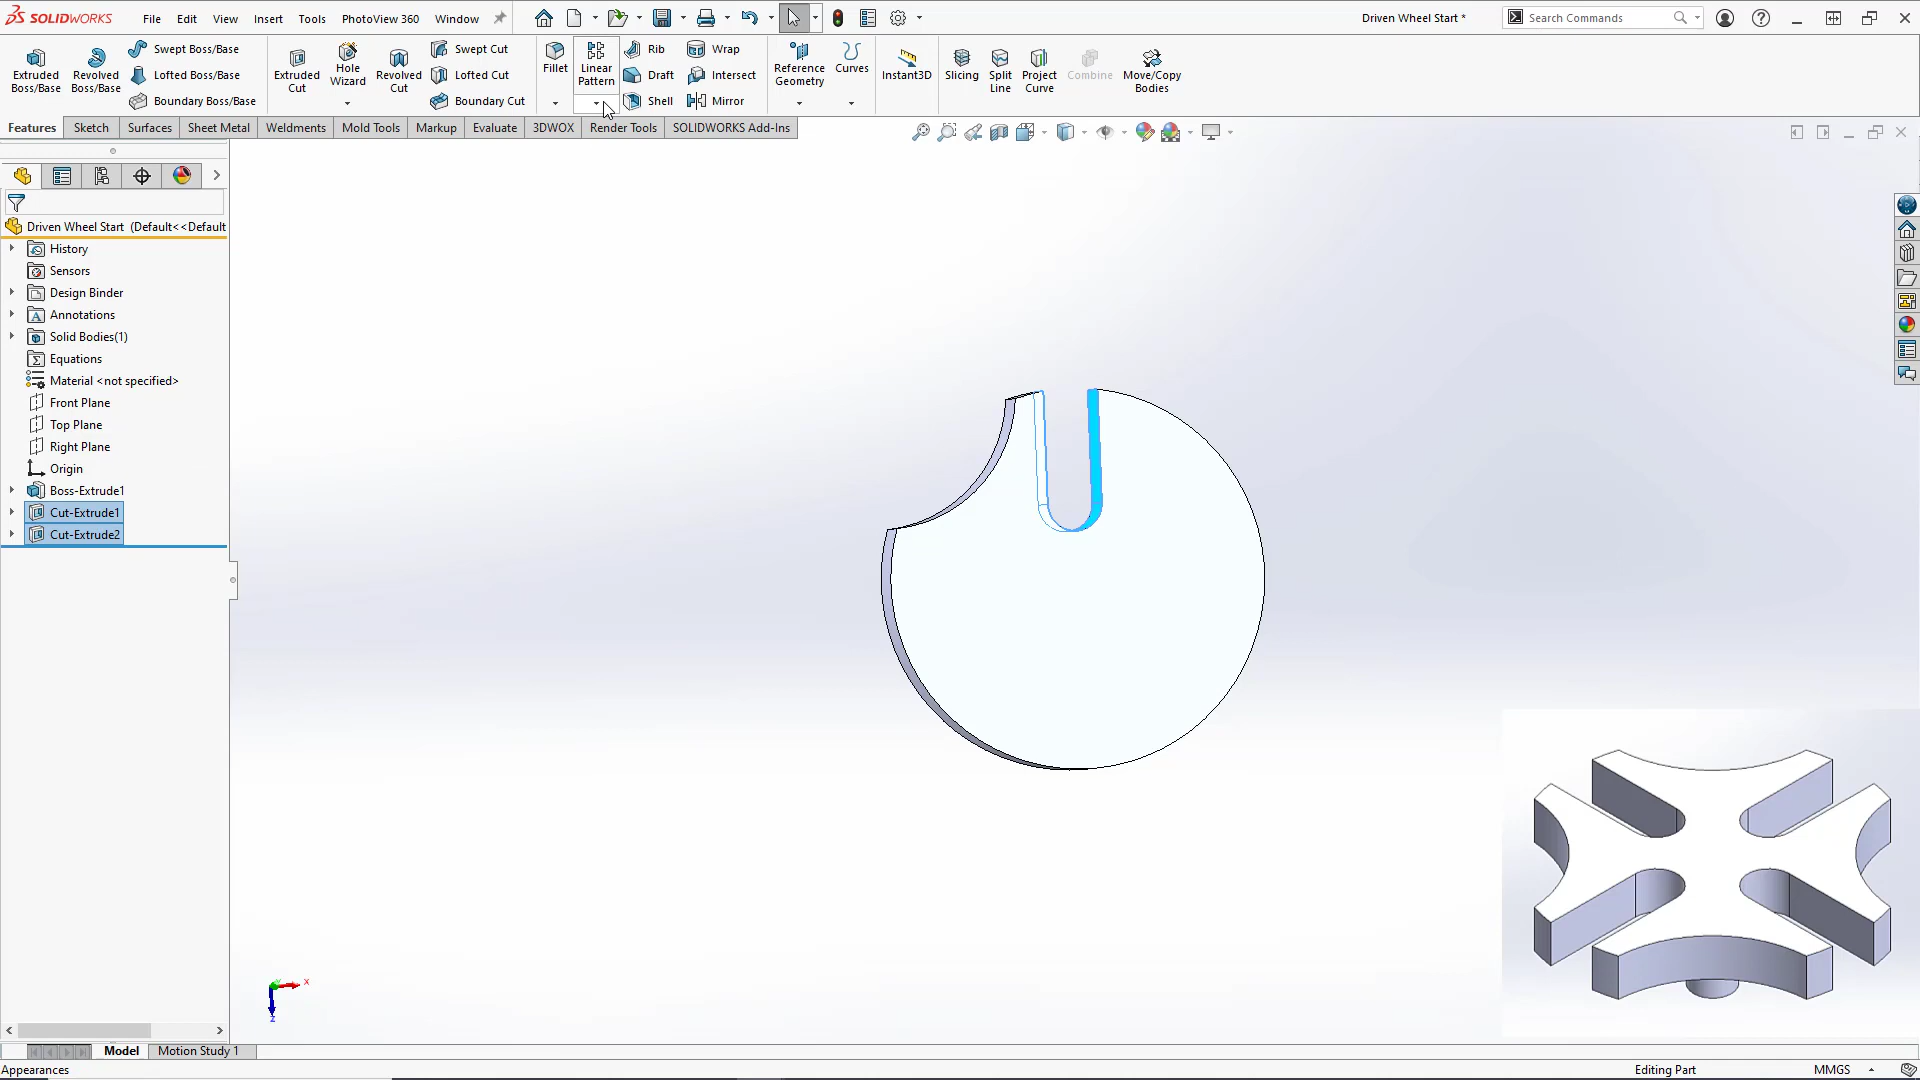 SOLIDWORKS File Edit View Insert Tools PhotoView 360 Window Driven Wheel Start * Search Commands
Extruded Boss/Base
Revolved Boss/Base
Swept Boss/Base
Lofted Boss/Base
Boundary Boss/Base
Extruded Cut
Hole Wizard
Revolved Cut
Swept Cut
Lofted Cut
Boundary Cut
Fillet
Linear Pattern
Rib
Draft
Shell
Wrap
Intersect
Mirror
Reference Geometry
Curves
Instant3D
Slicing
Split Line
Project Curve
Combine
Move/Copy Bodies
Features Sketch Surfaces Sheet Metal Weldments Mold Tools Markup Evaluate 3DWOX Render Tools SOLIDWORKS Add-Ins
Driven Wheel Start (Default<<Default
History
Sensors
Design Binder
Annotations
Solid Bodies(1)
Equations
Material <not specified>
Front Plane
Top Plane
Right Plane
Origin
Boss-Extrude1
Cut-Extrude1
Cut-Extrude2
x
z
Model Motion Study 1
Appearances Editing Part MMGS